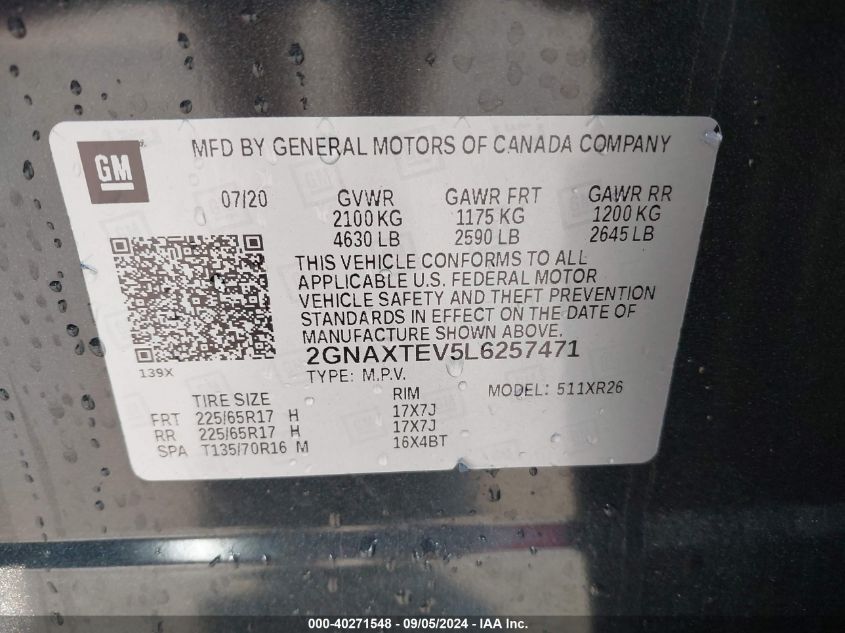 GM
MFD BY GENERAL MOTORS OF CANADA COMPANY
07/20 GVWR GAWR FRT GAWR RR
2100 KG 1175 KG 1200 KG
4630 LB 2590 LB 2645 LB
THIS VEHICLE CONFORMS TO ALL
APPLICABLE U.S. FEDERAL MOTOR
VEHICLE SAFETY AND THEFT PREVENTION
STANDARDS IN EFFECT ON THE DATE OF
MANUFACTURE SHOWN ABOVE.
2GNAXTEV5L6257471
139X
TYPE: M.P.V. MODEL: 511XR26
TIRE SIZE RIM
FRT 225/65R17 H 17X7J
RR 225/65R17 H 17X7J
SPA T135/70R16 M 16X4BT
000-40271548 - 09/05/2024 - IAA Inc.